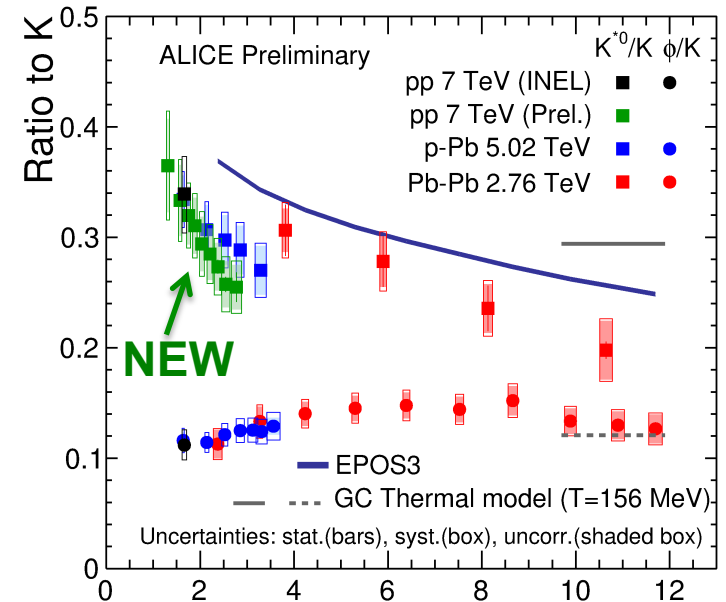 Ratio to K
0.5
0.4
0.3
0.2
0.1
0
ALICE Preliminary
K*0/K ϕ/K
pp 7 TeV (INEL)
pp 7 TeV (Prel.)
p-Pb 5.02 TeV
Pb-Pb 2.76 TeV
NEW
EPOS3
GC Thermal model (T=156 MeV)
Uncertainties: stat.(bars), syst.(box), uncorr.(shaded box)
0 2 4 6 8 10 12